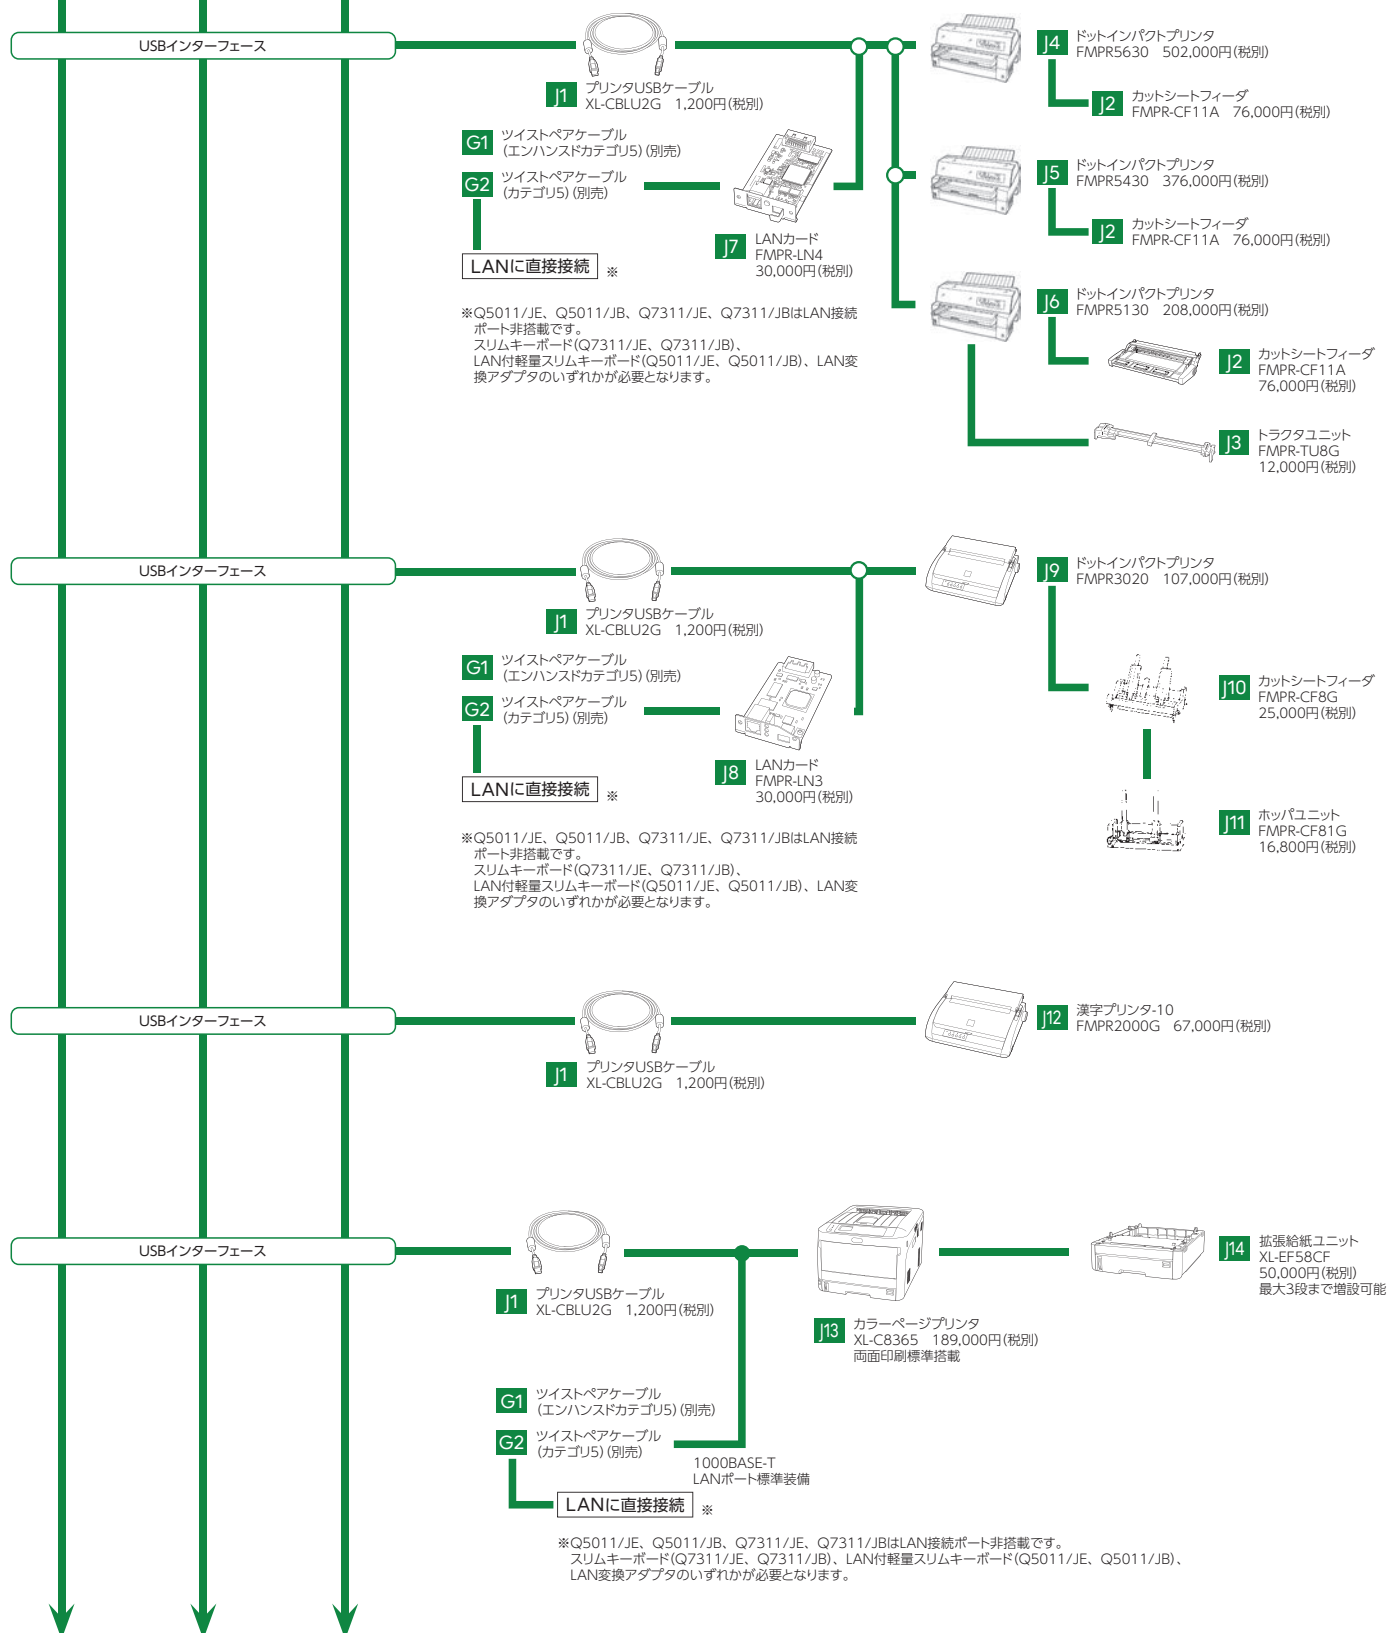 USBインターフェース
J1 プリンタUSBケーブル
XL-CBLU2G 1,200円(税別)
G1 ツイストペアケーブル
(エンハンスドカテゴリ5)(別売)
G2 ツイストペアケーブル
(カテゴリ5)(別売)
LANに直接接続 ※
J7 LANカード
FMPR-LN4
30,000円(税別)
※Q5011/JE、Q5011/JB、Q7311/JE、Q7311/JBはLAN接続
ポート非搭載です。
スリムキーボード(Q7311/JE、Q7311/JB)、
LAN付軽量スリムキーボード(Q5011/JE、Q5011/JB)、LAN変
換アダプタのいずれかが必要となります。
J4 ドットインパクトプリンタ
FMPR5630 502,000円(税別)
J2 カットシートフィーダ
FMPR-CF11A 76,000円(税別)
J5 ドットインパクトプリンタ
FMPR5430 376,000円(税別)
J2 カットシートフィーダ
FMPR-CF11A 76,000円(税別)
J6 ドットインパクトプリンタ
FMPR5130 208,000円(税別)
J2 カットシートフィーダ
FMPR-CF11A
76,000円(税別)
J3 トラクタユニット
FMPR-TU8G
12,000円(税別)
USBインターフェース
J1 プリンタUSBケーブル
XL-CBLU2G 1,200円(税別)
G1 ツイストペアケーブル
(エンハンスドカテゴリ5)(別売)
G2 ツイストペアケーブル
(カテゴリ5)(別売)
LANに直接接続 ※
J8 LANカード
FMPR-LN3
30,000円(税別)
※Q5011/JE、Q5011/JB、Q7311/JE、Q7311/JBはLAN接続
ポート非搭載です。
スリムキーボード(Q7311/JE、Q7311/JB)、
LAN付軽量スリムキーボード(Q5011/JE、Q5011/JB)、LAN変
換アダプタのいずれかが必要となります。
J9 ドットインパクトプリンタ
FMPR3020 107,000円(税別)
J10 カットシートフィーダ
FMPR-CF8G
25,000円(税別)
J11 ホッパユニット
FMPR-CF81G
16,800円(税別)
USBインターフェース
J1 プリンタUSBケーブル
XL-CBLU2G 1,200円(税別)
J12 漢字プリンタ-10
FMPR2000G 67,000円(税別)
USBインターフェース
J1 プリンタUSBケーブル
XL-CBLU2G 1,200円(税別)
J13 カラーページプリンタ
XL-C8365 189,000円(税別)
両面印刷標準搭載
J14 拡張給紙ユニット
XL-EF58CF
50,000円(税別)
最大3段まで増設可能
G1 ツイストペアケーブル
(エンハンスドカテゴリ5)(別売)
G2 ツイストペアケーブル
(カテゴリ5)(別売)
1000BASE-T
LANポート標準装備
LANに直接接続 ※
※Q5011/JE、Q5011/JB、Q7311/JE、Q7311/JBはLAN接続ポート非搭載です。
スリムキーボード(Q7311/JE、Q7311/JB)、LAN付軽量スリムキーボード(Q5011/JE、Q5011/JB)、
LAN変換アダプタのいずれかが必要となります。